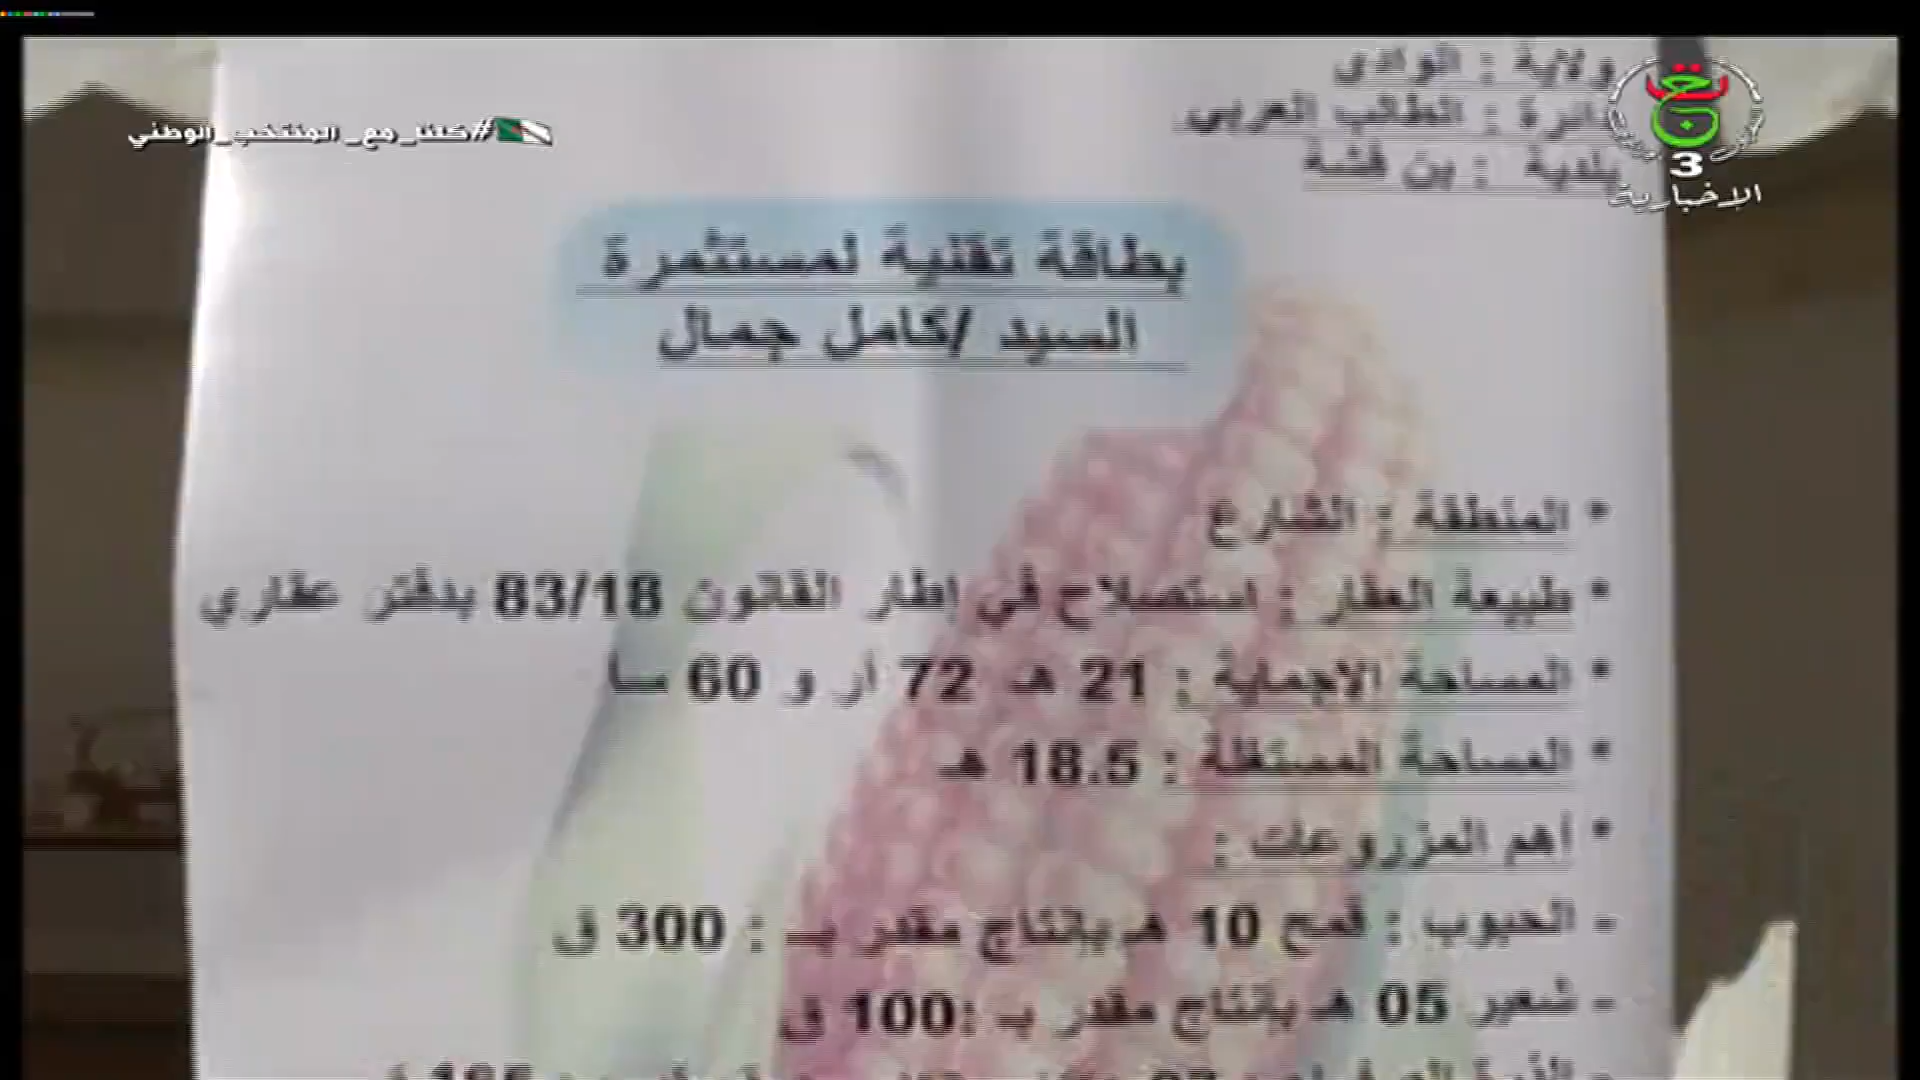 ولاية : الوادي
دائرة : الطالب العربي
بلدية : بن قشة
#كلنا_مع_المنتخب_الوطني
3
الإخبارية
بطاقة تقنية لمستثمرة
السيد /كامل جمال
* المنطقة : الشارع
* طبيعة العقار : استصلاح في إطار القانون 83/18 بدفتر عقاري
* المساحة الاجماية : 21 هـ 72 أر و 60 سا
* المساحة المستغلة : 18.5 هـ
* أهم المزروعات :
- الحبوب : قمح 10 هـ بإنتاج مقدر بـ : 300 ق
- شعير 05 هـ بإنتاج مقدر بـ :100 ق